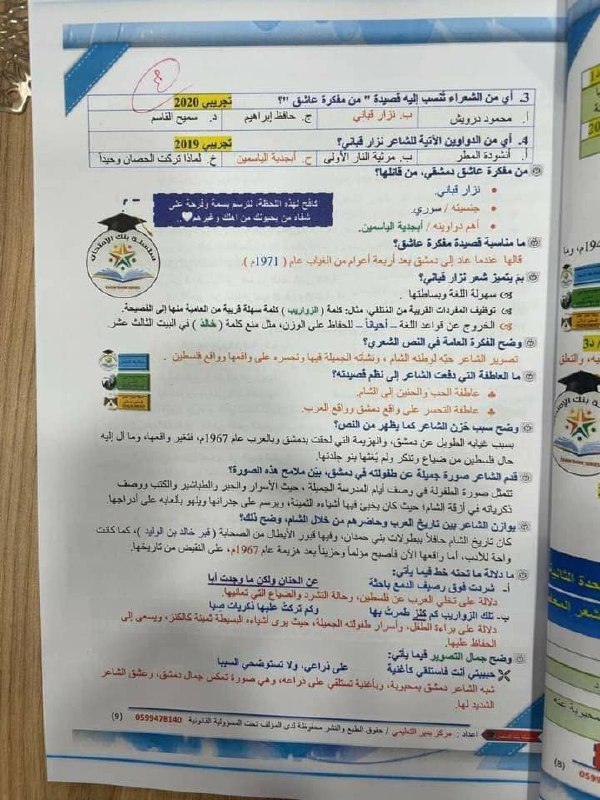 3. أي من الشعراء تُنسب إليه قصيدة " من مفكرة عاشق "؟ تجريبي 2020
أ. محمود درويش ب. نزار قباني ج. حافظ إبراهيم د. سميح القاسم
4. أي من الدواوين الآتية للشاعر نزار قباني؟ تجريبي 2019
أ. أنشودة المطر ب. مرثية النار الأولى ج. أبجدية الياسمين خ. لماذا تركت الحصان وحيداً
من مفكرة عاشق دمشقي، من قائلها؟
نزار قباني.
جنسيته / سوري.
أهم دواوينه / أبجدية الياسمين.
كافح لهذه اللحظة، لترسم بسمة وفرحة على
شفاه من يحبونك من اهلك وغيرهم
سلسلة بنك الامتحان
ما مناسبة قصيدة مفكرة عاشق؟
قالها عندما عاد إلى دمشق بعد أربعة أعوام من الغياب عام ( 1971م ).
بمَ يتميز شعر نزار قباني؟
سهولة اللغة وبساطتها.
توظيف المفردات القريبة من المتلقي، مثال: كلمة ( الزواريب ) كلمة سهلة قريبة من العامية منها إلى الفصيحة.
الخروج عن قواعد اللغة – أحياناً – للحفاظ على الوزن، مثل منع كلمة ( خالد ) في البيت الثالث عشر.
وضح الفكرة العامة في النص الشعري؟
تصوير الشاعر حبّه لوطنه الشام ، ونشأته الجميلة فيها وتحسره على واقعها وواقع فلسطين .
ما العاطفة التي دفعت الشاعر إلى نظم قصيدته؟
عاطفة الحب والحنين إلى الشام.
عاطفة التحسر على واقع دمشق وواقع العرب.
وضح سبب حُزن الشاعر كما يظهر من النص؟
بسبب غيابه الطويل عن دمشق، والهزيمة التي لحقت بدمشق وبالعرب عام 1967م، فتغير واقعها، وما آل إليه
حال فلسطين من ضياع وتنكر ولم يُغثها بنو جلدتها.
قدم الشاعر صورة جميلة عن طفولته في دمشق، بيّن ملامح هذه الصورة؟
تتمثل صورة الطفولة في وصف أيام المدرسة الجميلة ، حيث الأسوار والحبر والطباشير والكتب ووصف
ذكرياته في أزقة الشام؛ حيث كان يخبئ فيها أشياءه الثمينة، ويرسم على جدرانها ويلهو بألعابه على أدراجها.
يوازن الشاعر بين تاريخ العرب وحاضرهم من خلال الشام، وضح ذلك؟
كان تاريخ الشام حافلاً ببطولات بني حمدان، وفيها قبور الأبطال من الصحابة ( قبر خالد بن الوليد )، كما كانت
واحة للأدب، أما واقعها الآن فأصبح مؤلماً وحزيناً بعد هزيمة عام 1967م، على النقيض من تاريخها.
ما دلالة ما تحته خط فيما يأتي:
أ- شردت فوق رصيف الدمع باحثة عن الحنان ولكن ما وجدت أبا
دلالة على تخلي العرب عن فلسطين، وحالة التشرد والضياع التي تعانيها.
ب- تلك الزواريب كم كنز طمرت بها وكم تركتُ عليها ذكريات صبا
دلالة على براءة الطفل، وأسرار طفولته الجميلة، حيث يرى أشياءه البسيطة ثمينة كالكنز، ويسعى إلى
الحفاظ عليها.
وضح جمال التصوير فيما يأتي:
حبيبتي أنت فاستلقي كأغنية على ذراعي، ولا تستوضحي السببا
شبه الشاعر دمشق بمحبوبة، وبأغنية تستلقي على ذراعه، وهي صورة تعكس جمال دمشق، وعشق الشاعر
الشديد لها.
اعداد : مركز بشير التعليمي / حقوق الطبع والنشر محفوظة لدى المؤلف تحت المسؤولية القانونية 0599478140 (9)
(8)